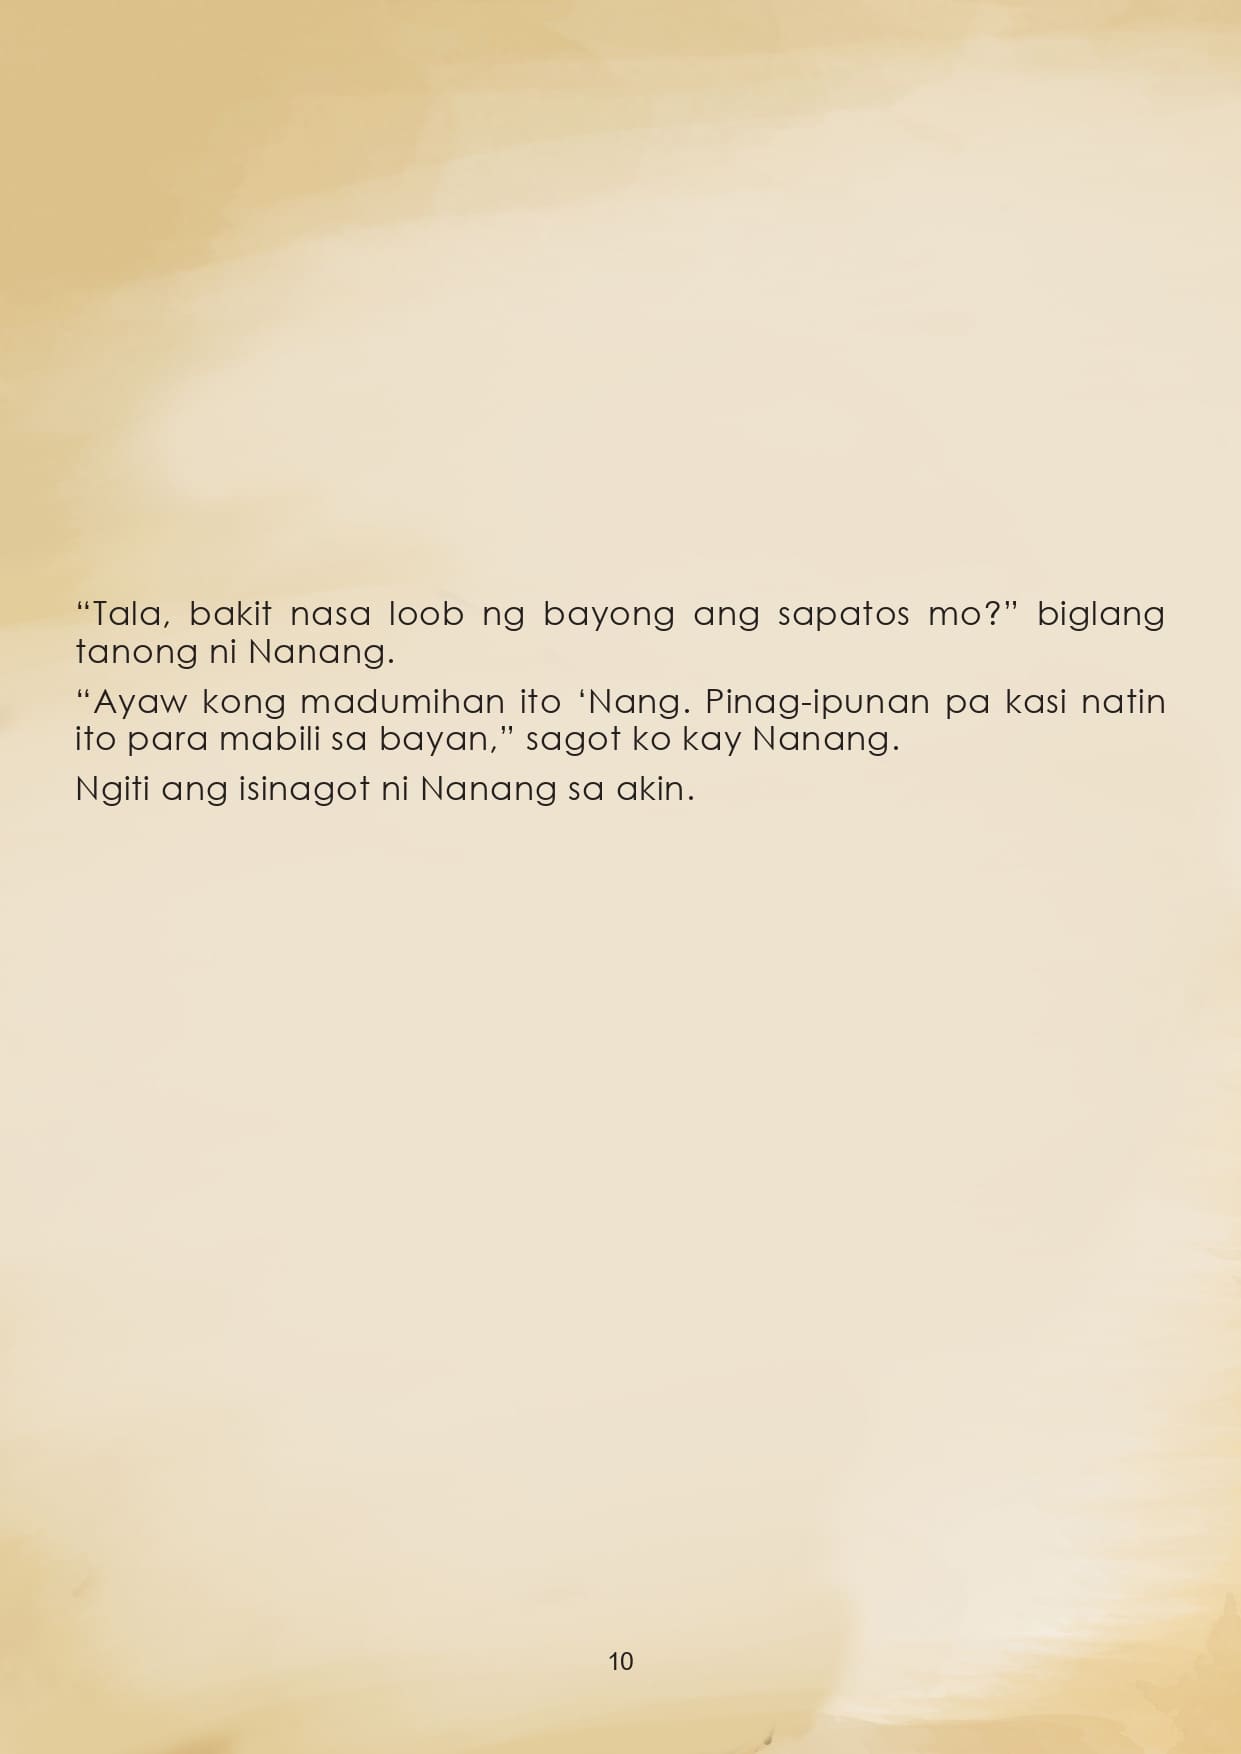 “Tala, bakit nasa loob ng bayong ang sapatos mo?” biglang
tanong ni Nanang.
“Ayaw kong madumihan ito ‘Nang. Pinag-ipunan pa kasi natin
ito para mabili sa bayan,” sagot ko kay Nanang.
Ngiti ang isinagot ni Nanang sa akin.
10